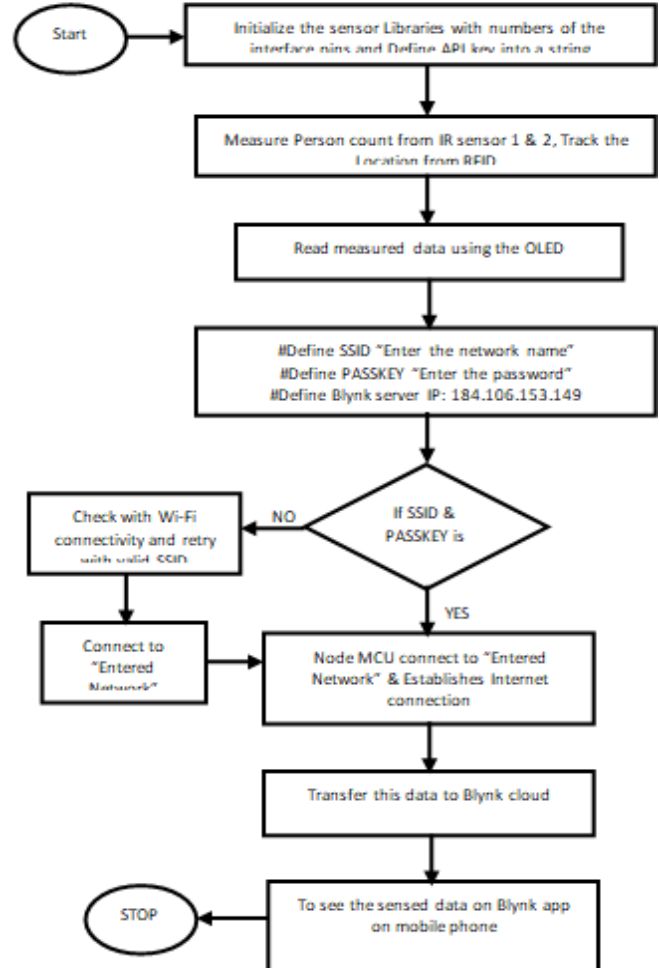 Start
Initialize the sensor Libraries with numbers of the
interface pins and Define API key into a string
Measure Person count from IR sensor 1 & 2, Track the
Location from RFID
Read measured data using the OLED
#Define SSID “Enter the network name”
#Define PASSKEY “Enter the password”
#Define Blynk server IP: 184.106.153.149
If SSID &
PASSKEY is
NO
Check with Wi-Fi
connectivity and retry
with valid SSID
YES
Connect to
“Entered
Network”
Node MCU connect to “Entered
Network” & Establishes Internet
connection
Transfer this data to Blynk cloud
To see the sensed data on Blynk app
on mobile phone
STOP